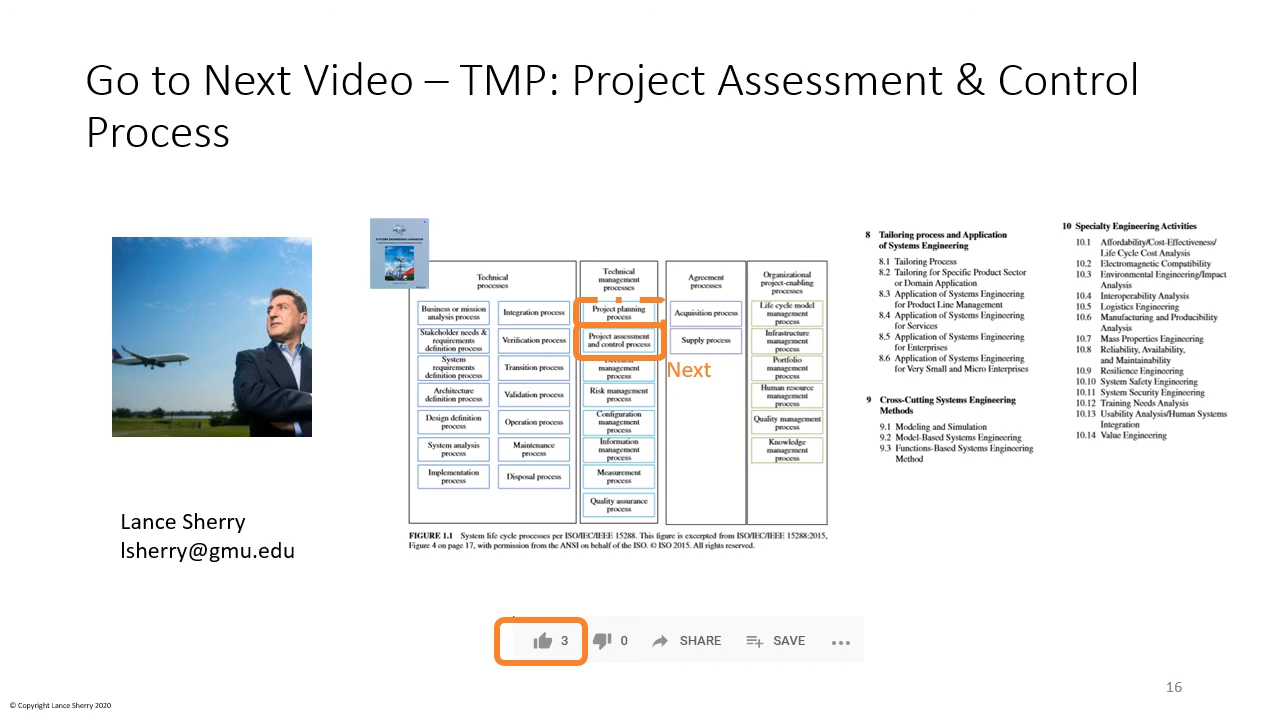 Go to Next Video – TMP: Project Assessment & Control
Process
Lance Sherry
lsherry@gmu.edu
Technical
processes
Business or mission
analysis process
Stakeholder needs &
requirements
definition process
System
requirements
definition process
Architecture
definition process
Design definition
process
System analysis
process
Implementation
process
Integration process
Verification process
Transition process
Validation process
Operation process
Maintenance
process
Disposal process
Technical
management
processes
Project planning
process
Project assessment
and control process
management
process
Risk management
process
Configuration
management
process
Information
management
process
Measurement
process
Quality assurance
process
Next
Agreement
processes
Acquisition process
Supply process
Organizational
project-enabling
processes
Life cycle model
management
process
Infrastructure
management
process
Portfolio
management
process
Human resource
management
process
Quality management
process
Knowledge
management
process
FIGURE 1.1 System life cycle processes per ISO/IEC/IEEE 15288. This figure is excerpted from ISO/IEC/IEEE 15288:2015,
Figure 4 on page 17, with permission from the ANSI on behalf of the ISO. © ISO 2015. All rights reserved.
8 Tailoring process and Application
of Systems Engineering
8.1 Tailoring Process
8.2 Tailoring for Specific Product Sector
or Domain Application
8.3 Application of Systems Engineering
for Product Line Management
8.4 Application of Systems Engineering
for Services
8.5 Application of Systems Engineering
for Enterprises
8.6 Application of Systems Engineering
for Very Small and Micro Enterprises
9 Cross-Cutting Systems Engineering
Methods
9.1 Modeling and Simulation
9.2 Model-Based Systems Engineering
9.3 Functions-Based Systems Engineering
Method
10 Specialty Engineering Activities
10.1 Affordability/Cost-Effectiveness/
Life Cycle Cost Analysis
10.2 Electromagnetic Compatibility
10.3 Environmental Engineering/Impact
Analysis
10.4 Interoperability Analysis
10.5 Logistics Engineering
10.6 Manufacturing and Producibility
Analysis
10.7 Mass Properties Engineering
10.8 Reliability, Availability,
and Maintainability
10.9 Resilience Engineering
10.10 System Safety Engineering
10.11 System Security Engineering
10.12 Training Needs Analysis
10.13 Usability Analysis/Human Systems
Integration
10.14 Value Engineering
3
0
SHARE
SAVE
16
© Copyright Lance Sherry 2020